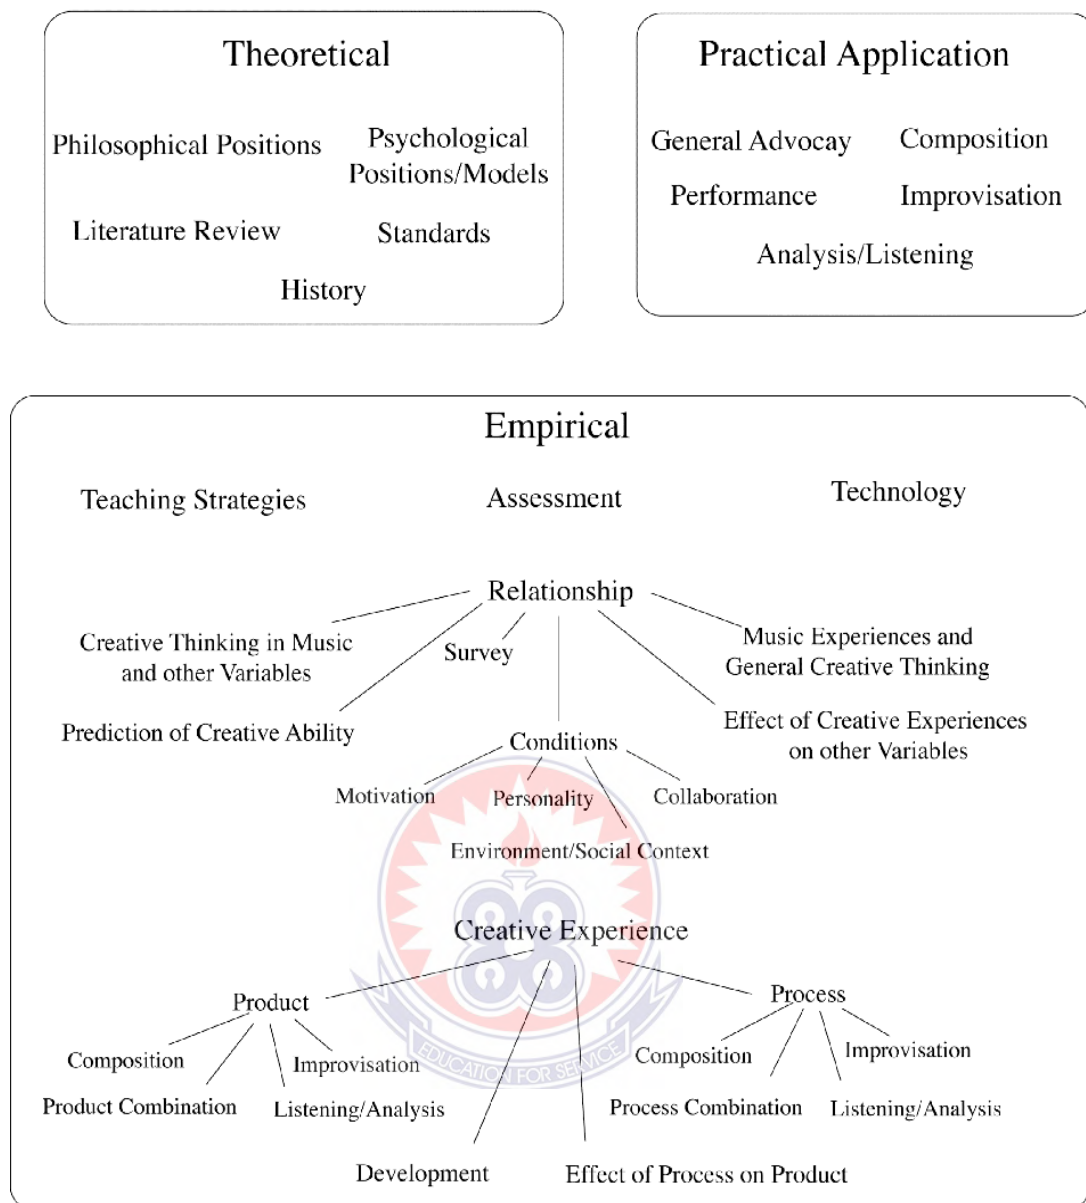 Theoretical
Philosophical Positions
Psychological
Positions/Models
Literature Review
Standards
History
Practical Application
General Advocay
Composition
Performance
Improvisation
Analysis/Listening
Empirical
Teaching Strategies
Assessment
Technology
Relationship
Creative Thinking in Music
and other Variables
Survey
Music Experiences and
General Creative Thinking
Prediction of Creative Ability
Effect of Creative Experiences
on other Variables
Conditions
Motivation
Personality
Collaboration
Environment/Social Context
Creative Experience
Product
Process
Composition
Improvisation
Product Combination
Listening/Analysis
Composition
Improvisation
Process Combination
Listening/Analysis
Development
Effect of Process on Product
EDUCATION FOR SERVICE